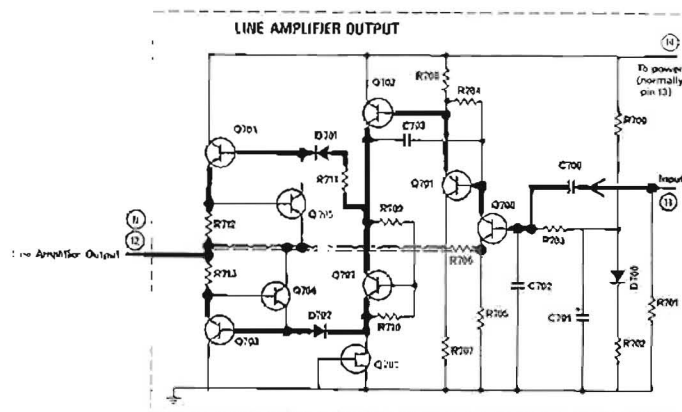 LINE AMPLIFIER OUTPUT
14
To power
(normally
pin 13)
Q702
R708
R704
R709
Q701
D701
C703
R711
C700
Input
Q701
Q700
11
Q705
R712
R702
R703
12
Line Amplifier Output
R706
R713
Q704
C702
D700
C701
R701
D702
R710
R705
Q703
R707
R702